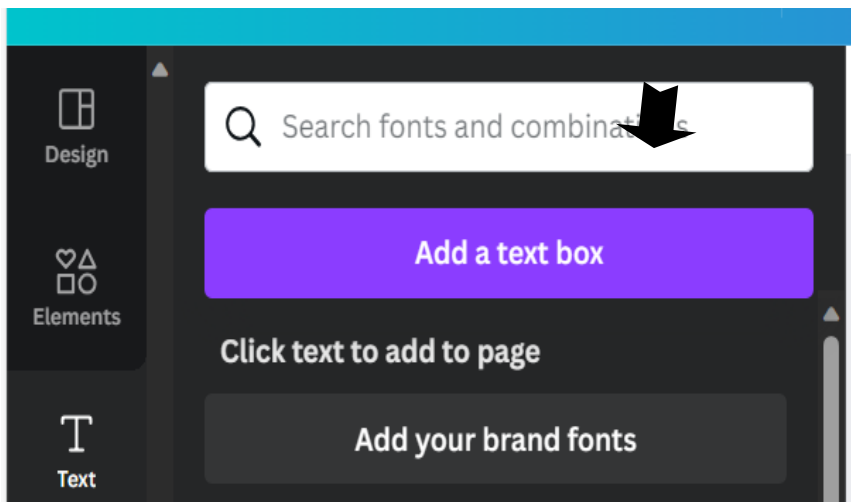 Design
Search fonts and combinat s
Add a text box
Elements
Click text to add to page
Add your brand fonts
Text